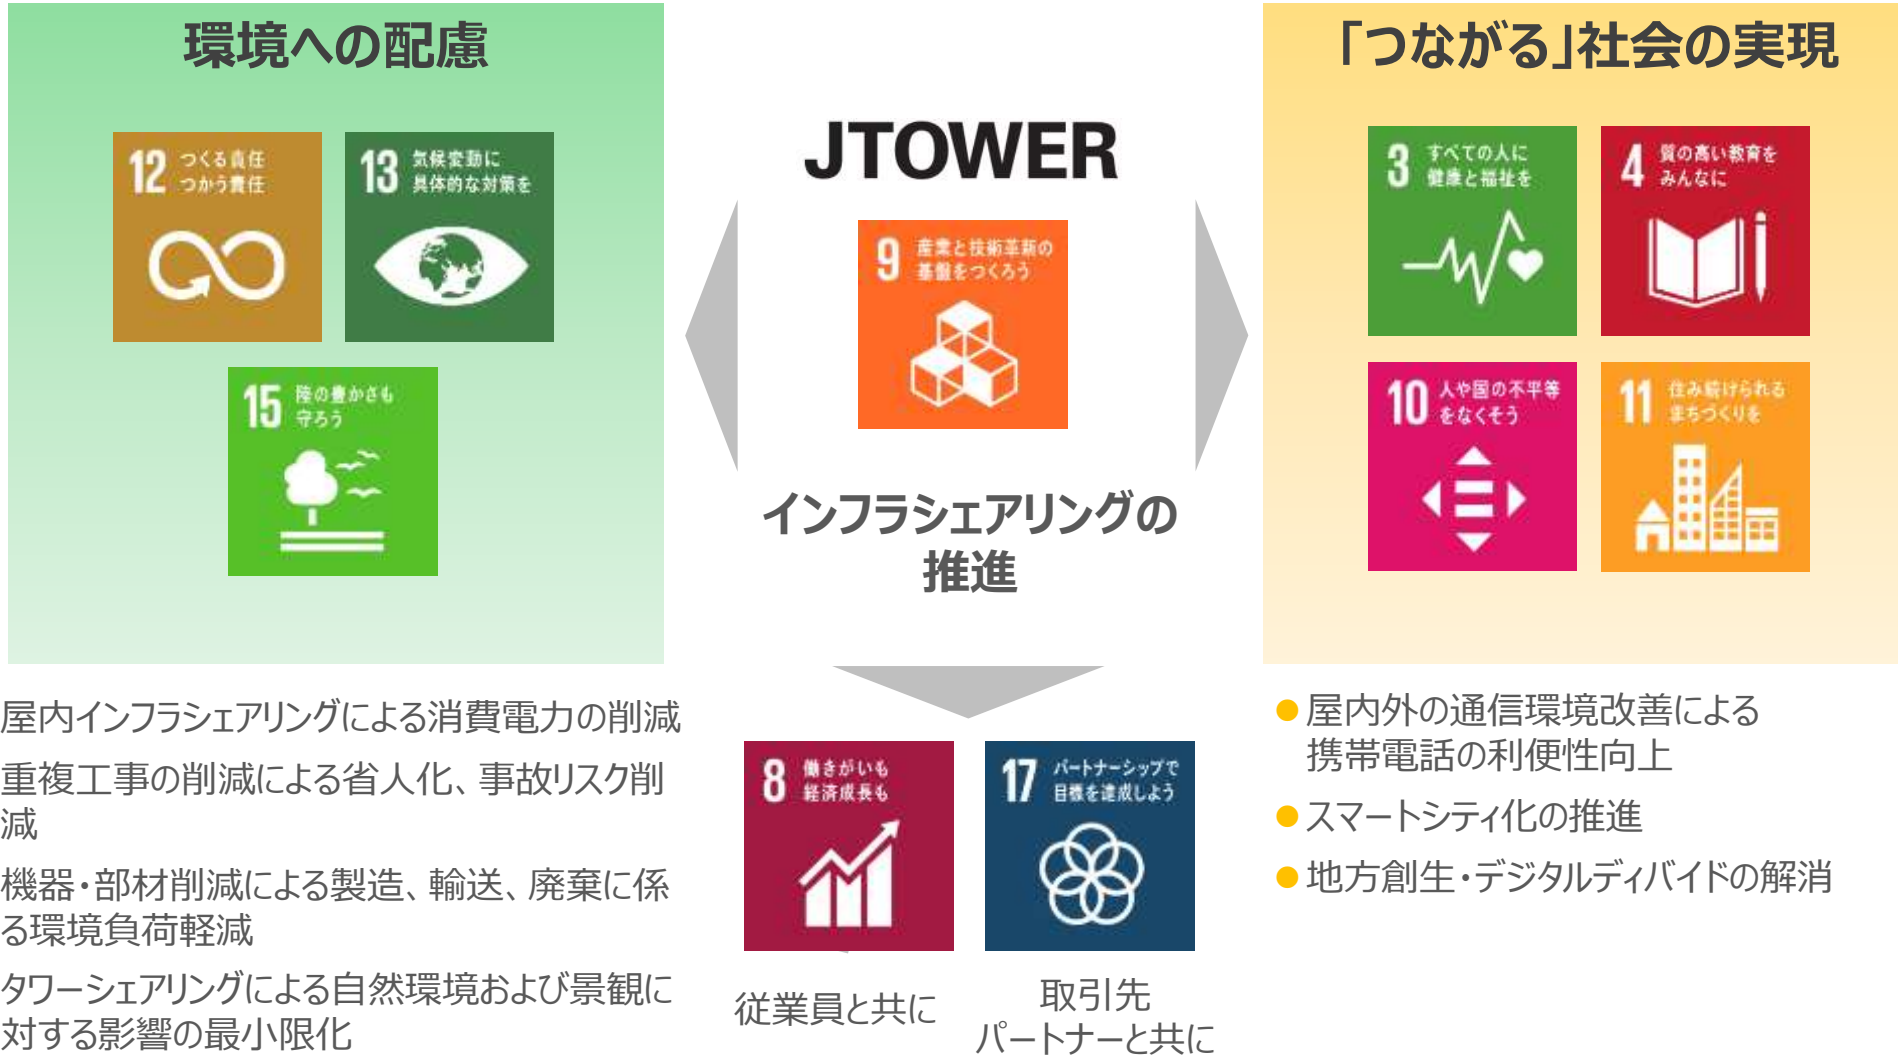 環境への配慮
12 つくる責任
つかう責任
13 気候変動に
具体的な対策を
15 陸の豊かさも
守ろう
屋内インフラシェアリングによる消費電力の削減
重複工事の削減による省人化、事故リスク削
減
機器・部材削減による製造、輸送、廃棄に係
る環境負荷軽減
タワーシェアリングによる自然環境および景観に
対する影響の最小限化
JTOWER
9 産業と技術革新の
基盤をつくろう
インフラシェアリングの
推進
8 働きがいも
経済成長も
従業員と共に
17 パートナーシップで
目標を達成しよう
取引先
パートナーと共に
「つながる」社会の実現
3 すべての人に
健康と福祉を
4 質の高い教育を
みんなに
10 人や国の不平等
をなくそう
11 住み続けられる
まちづくりを
●屋内外の通信環境改善による
携帯電話の利便性向上
●スマートシティ化の推進
●地方創生・デジタルディバイドの解消